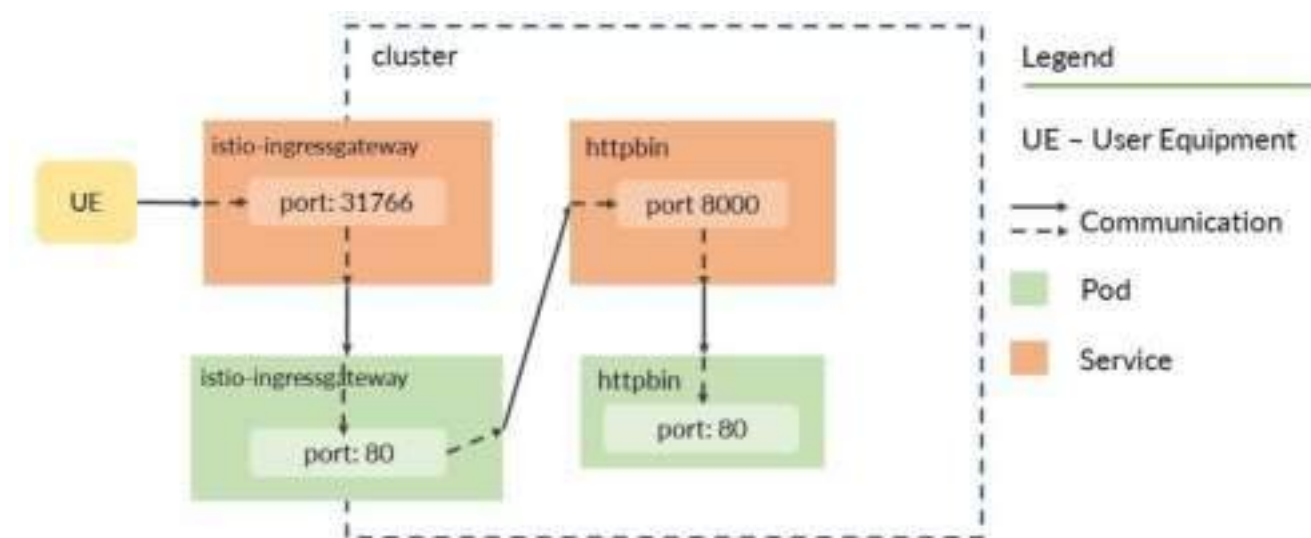 cluster
istio-ingressgateway
port: 31766
httpbin
port 8000
UE
istio-ingressgateway
port: 80
httpbin
port: 80
Legend
UE – User Equipment
Communication
Pod
Service